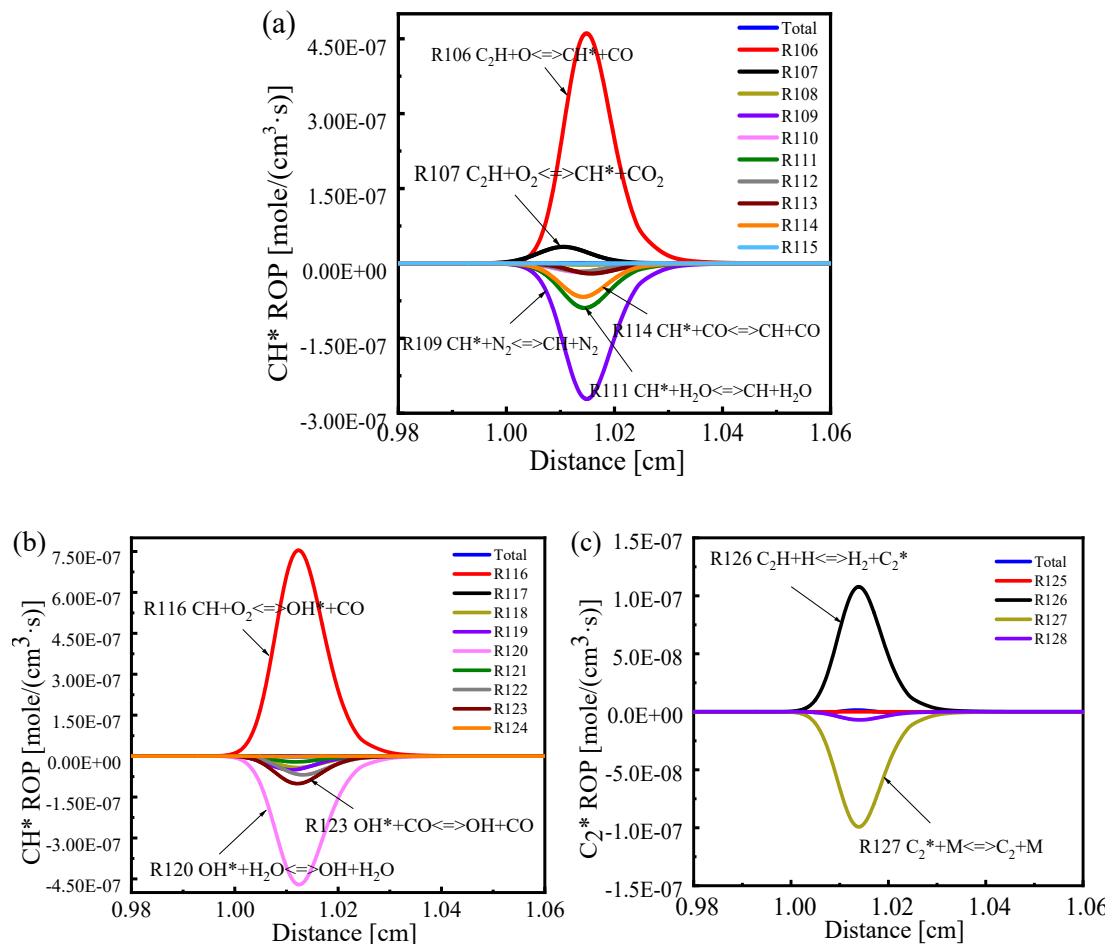 (a)
4.50E-07
3.00E-07
1.50E-07
0.00E+00
-1.50E-07
-3.00E-07
CH* ROP [mole/(cm³·s)]
R106 C₂H+O<=>CH*+CO
R107 C₂H+O₂<=>CH*+CO₂
R109 CH*+N₂<=>CH+N₂
R114 CH*+CO<=>CH+CO
R111 CH*+H₂O<=>CH+H₂O
Total
R106
R107
R108
R109
R110
R111
R112
R113
R114
R115
0.98 1.00 1.02 1.04 1.06
Distance [cm]
(b)
7.50E-07
6.00E-07
4.50E-07
3.00E-07
1.50E-07
0.00E+00
-1.50E-07
-3.00E-07
-4.50E-07
CH* ROP [mole/(cm³·s)]
R116 CH+O₂<=>OH*+CO
R123 OH*+CO<=>OH+CO
R120 OH*+H₂O<=>OH+H₂O
Total
R116
R117
R118
R119
R120
R121
R122
R123
R124
0.98 1.00 1.02 1.04 1.06
Distance [cm]
(c)
1.5E-07
1.0E-07
5.0E-08
0.0E+00
-5.0E-08
-1.0E-07
-1.5E-07
C₂* ROP [mole/(cm³·s)]
R126 C₂H+H<=>H₂+C₂*
R127 C₂*+M<=>C₂+M
Total
R125
R126
R127
R128
0.98 1.00 1.02 1.04 1.06
Distance [cm]